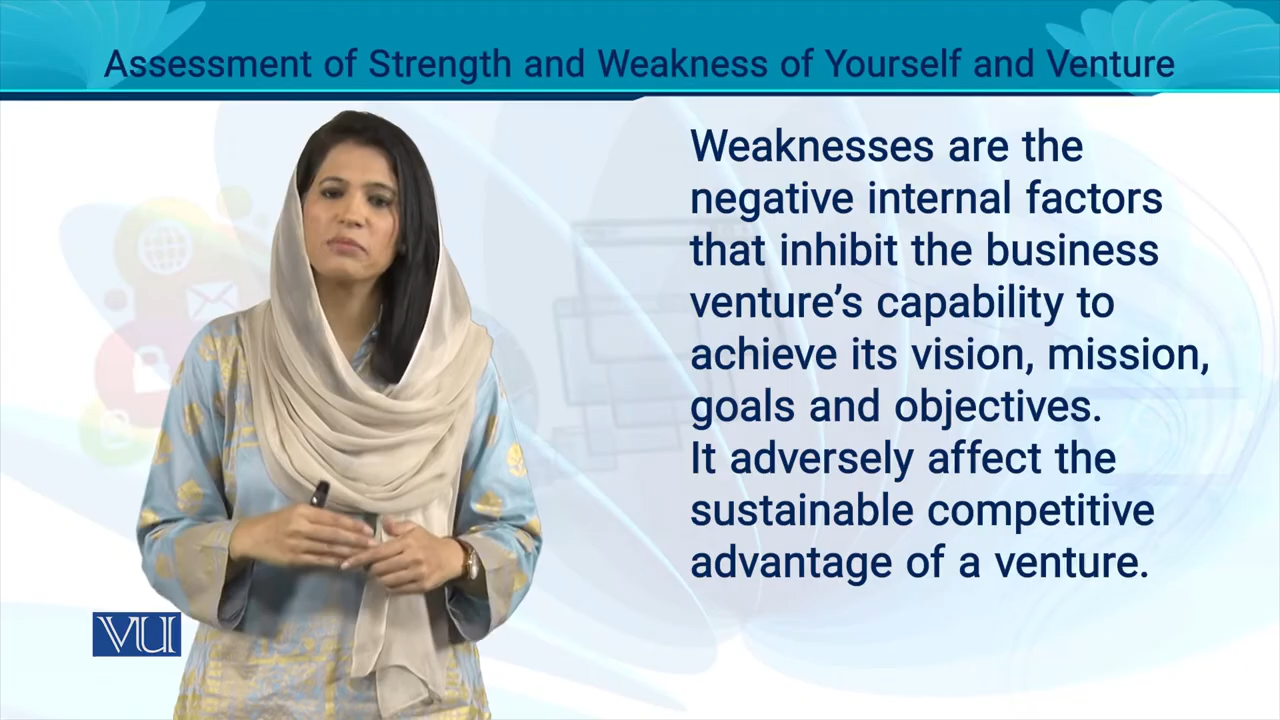 Assessment of Strength and Weakness of Yourself and Venture
Weaknesses are the
negative internal factors
that inhibit the business
venture’s capability to
achieve its vision, mission,
goals and objectives.
It adversely affect the
sustainable competitive
advantage of a venture.
VU